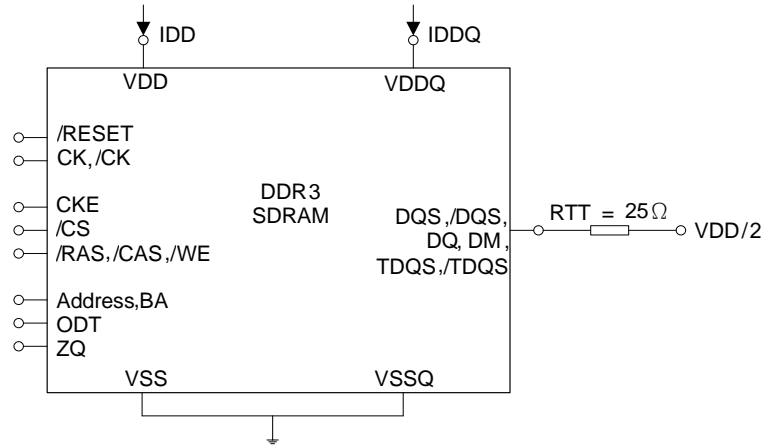 IDD
IDDQ
VDD
VDDQ
/RESET
CK,/CK
CKE
/CS
/RAS,/CAS,/WE
Address,BA
ODT
ZQ
DDR3
SDRAM
DQS,/DQS,
DQ, DM,
TDQS,/TDQS
RTT = 25Ω
VDD/2
VSS
VSSQ